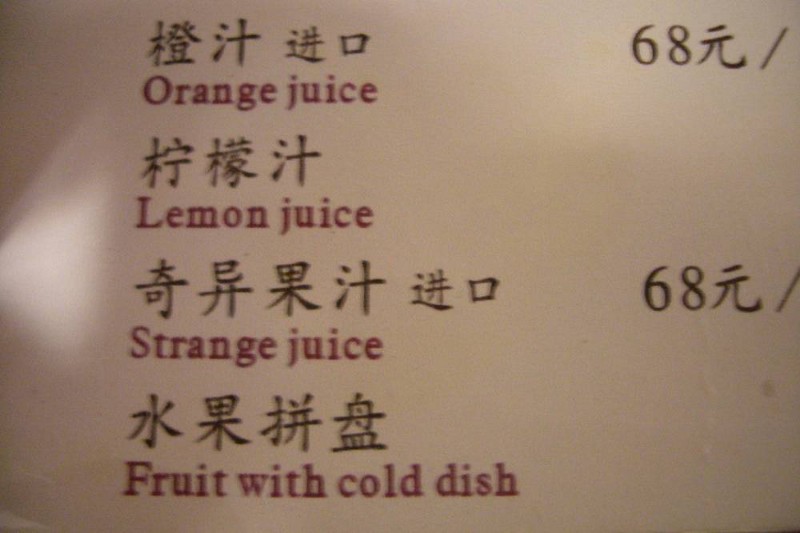 橙汁 进口 68元/
Orange juice
柠檬汁
Lemon juice
奇异果汁 进口 68元/
Strange juice
水果拼盘
Fruit with cold dish